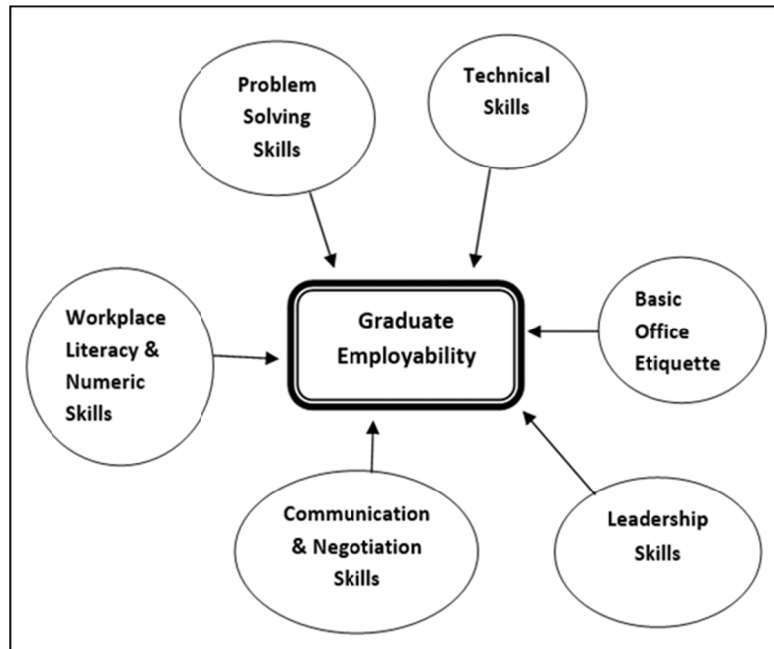 Problem
Solving
Skills
Technical
Skills
Workplace
Literacy &
Numeric
Skills
Graduate
Employability
Basic
Office
Etiquette
Communication
& Negotiation
Skills
Leadership
Skills